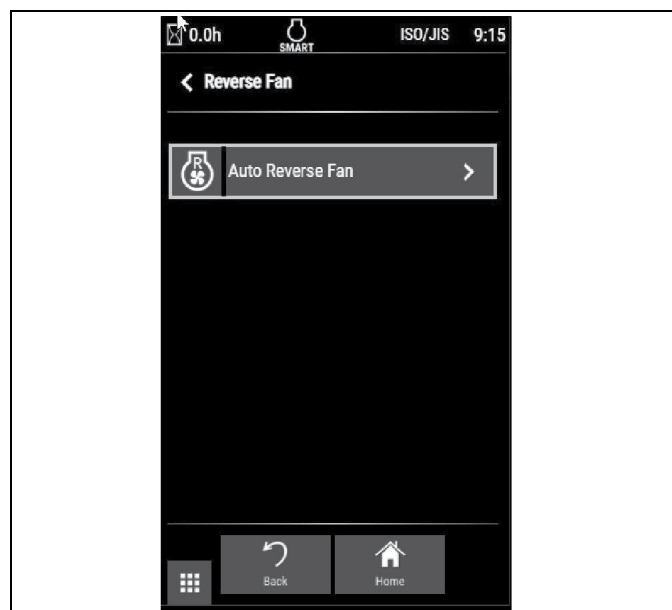 0.0h SMART ISO/JIS 9:15
Reverse Fan
R
Auto Reverse Fan
Back Home